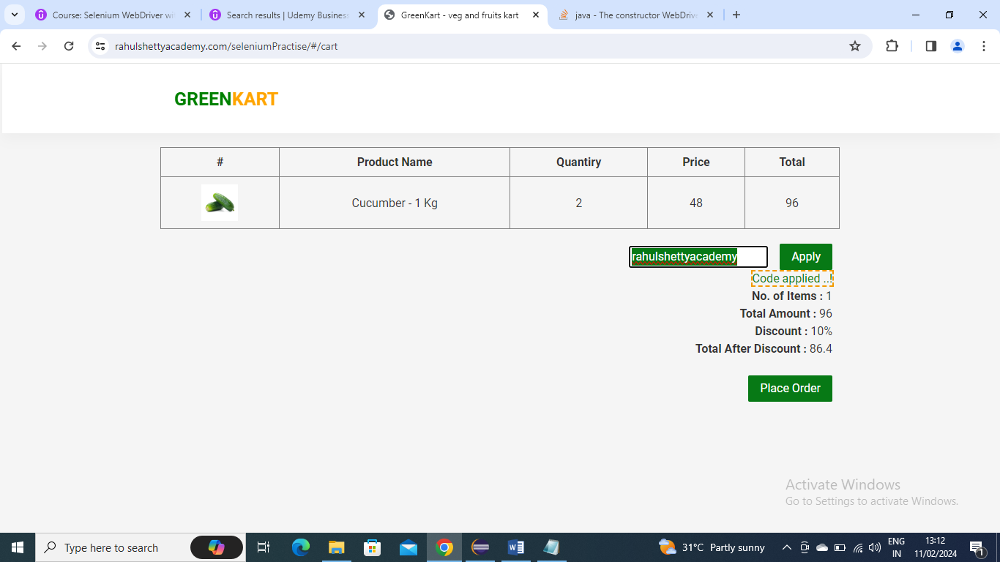 Course: Selenium WebDriver wi
Search results | Udemy Business
GreenKart - veg and fruits kart
java - The constructor WebDrive
rahulshettyacademy.com/seleniumPractise/#/cart
GREENKART
# Product Name Quantiry Price Total
Cucumber - 1 Kg 2 48 96
rahulshettyacademy Apply
Code applied ..!
No. of Items : 1
Total Amount : 96
Discount : 10%
Total After Discount : 86.4
Place Order
Activate Windows
Go to Settings to activate Windows.
Type here to search
31°C Partly sunny
ENG
IN
13:12
11/02/2024
1